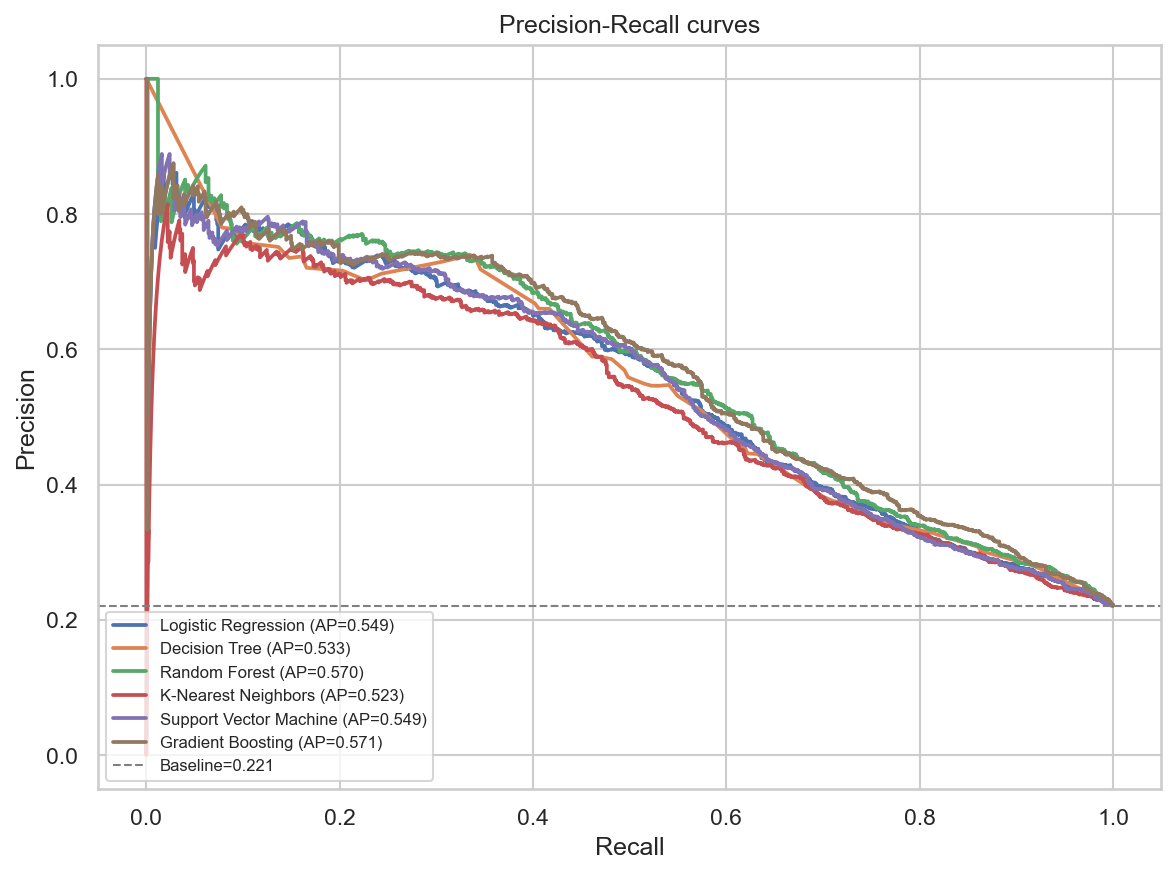 Precision-Recall curves
Precision
1.0
0.8
0.6
0.4
0.2
0.0
Logistic Regression (AP=0.549)
Decision Tree (AP=0.533)
Random Forest (AP=0.570)
K-Nearest Neighbors (AP=0.523)
Support Vector Machine (AP=0.549)
Gradient Boosting (AP=0.571)
Baseline=0.221
0.0 0.2 0.4 0.6 0.8 1.0
Recall